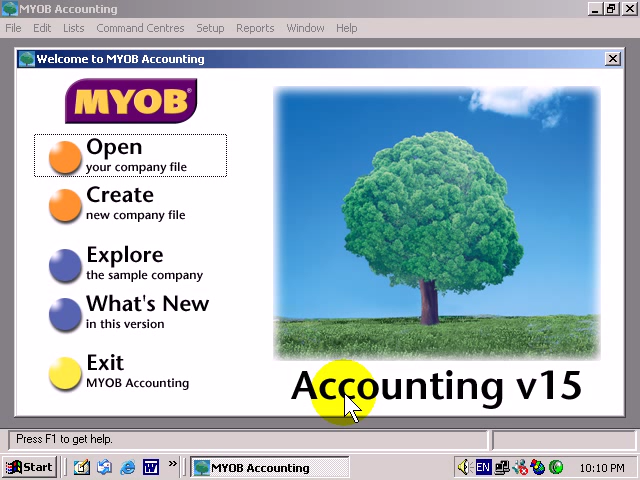 MYOB Accounting
File Edit Lists Command Centres Setup Reports Window Help
Welcome to MYOB Accounting
MYOB®
Open
your company file
Create
new company file
Explore
the sample company
What's New
in this version
Exit
MYOB Accounting
Accounting v15
Press F1 to get help.
Start
W
»
MYOB Accounting
EN
10:10 PM